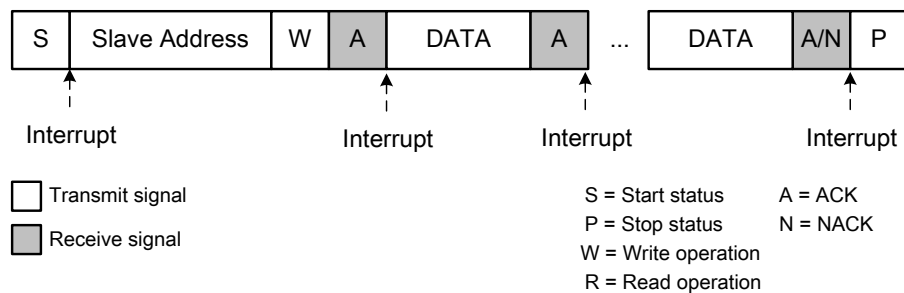 S Slave Address W A DATA A ... DATA A/N P
Interrupt Interrupt Interrupt Interrupt
Transmit signal
Receive signal
S = Start status A = ACK
P = Stop status N = NACK
W = Write operation
R = Read operation